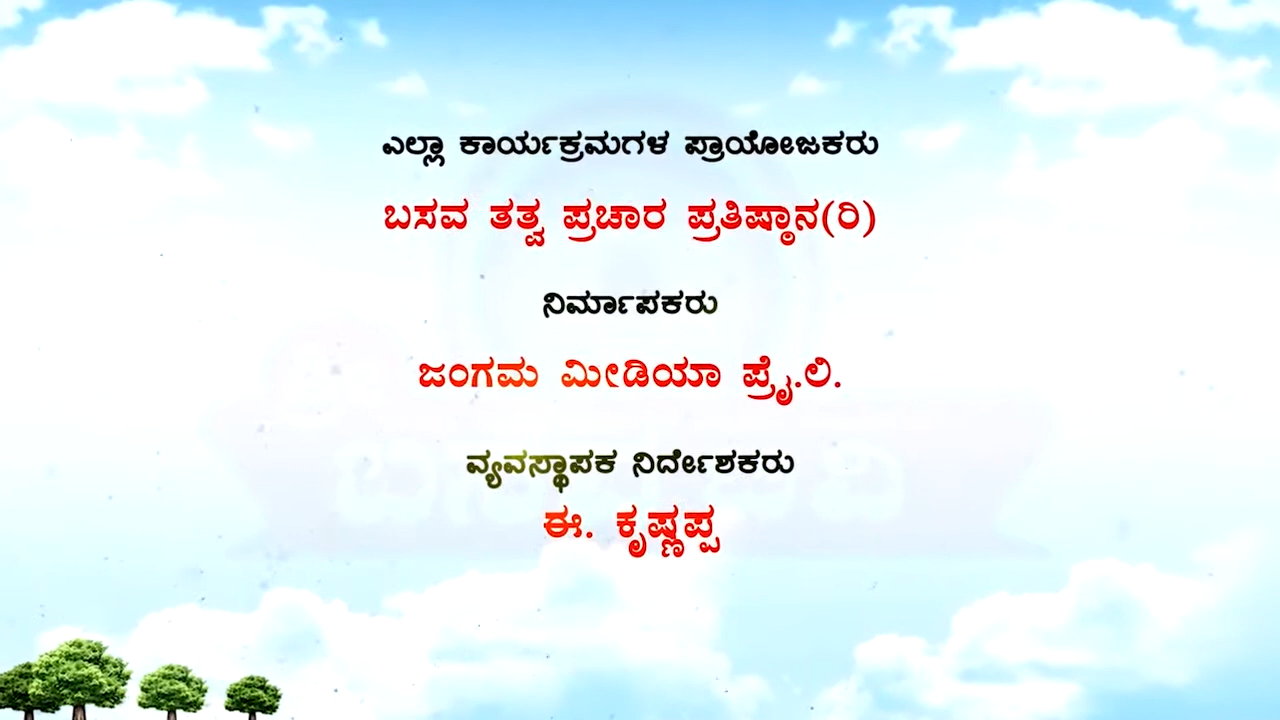 ಎಲ್ಲಾ ಕಾರ್ಯಕ್ರಮಗಳ ಪ್ರಾಯೋಜಕರು
ಬಸವ ತತ್ವ ಪ್ರಚಾರ ಪ್ರತಿಷ್ಠಾನ(ರಿ)
ನಿರ್ಮಾಪಕರು
ಜಂಗಮ ಮೀಡಿಯಾ ಪ್ರೈ.ಲಿ.
ವ್ಯವಸ್ಥಾಪಕ ನಿರ್ದೇಶಕರು
ಈ. ಕೃಷ್ಣಪ್ಪ